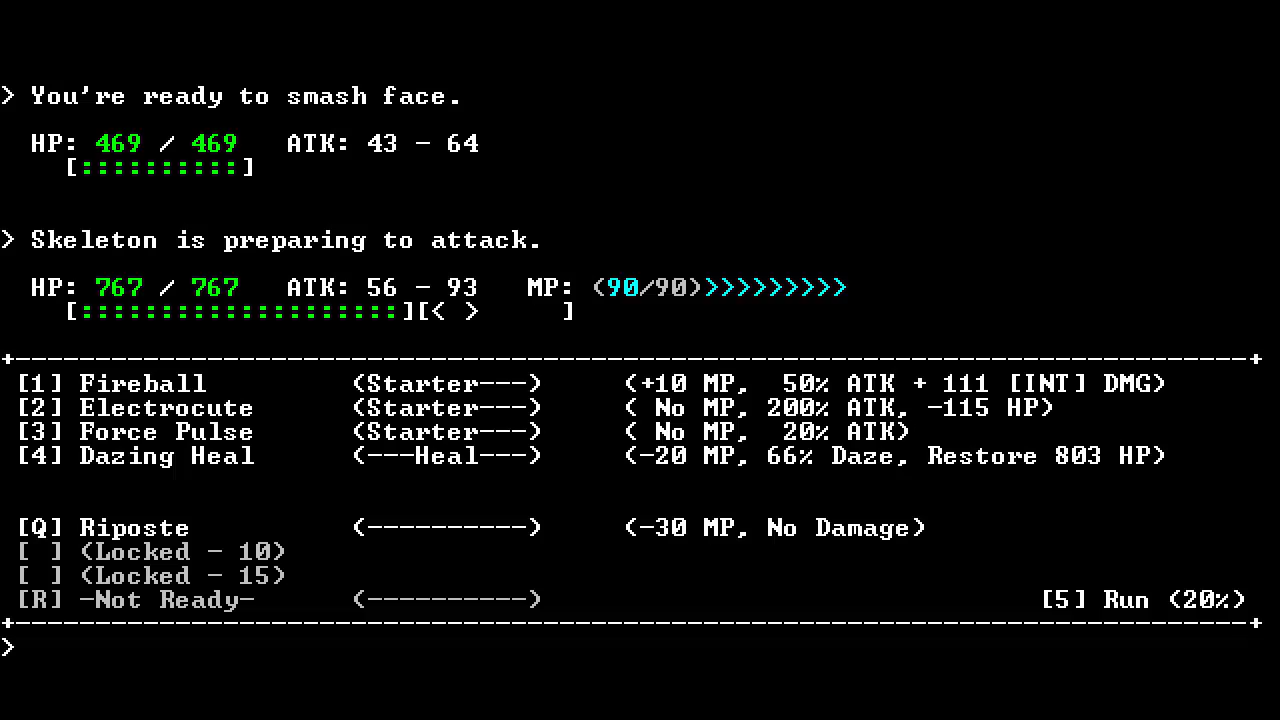 > You're ready to smash face.
HP: 469 / 469   ATK: 43 - 64
[::::::::::]
> Skeleton is preparing to attack.
HP: 767 / 767   ATK: 56 - 93   MP: (90/90)>>>>>>>>>
[::::::::::::::::::::][< >     ]
+-----------------------------------------------------------------------------+
[1] Fireball         (Starter---)     (+10 MP,  50% ATK + 111 [INT] DMG)
[2] Electrocute      (Starter---)     ( No MP, 200% ATK, -115 HP)
[3] Force Pulse      (Starter---)     ( No MP,  20% ATK)
[4] Dazing Heal      (---Heal---)     (-20 MP, 66% Daze, Restore 803 HP)
[Q] Riposte          (----------)     (-30 MP, No Damage)
[ ] (Locked - 10)
[ ] (Locked - 15)
[R] -Not Ready-      (----------)                               [5] Run (20%)
+-----------------------------------------------------------------------------+
>